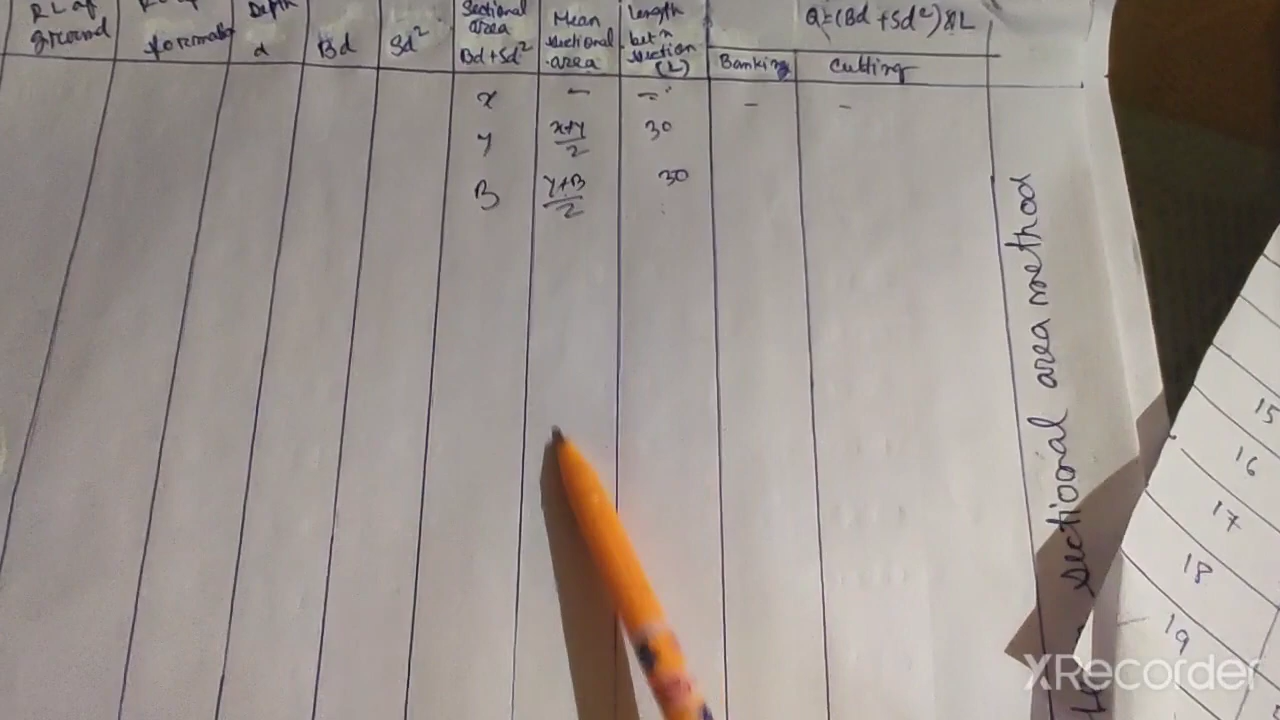 RL of ground
formation
Depth d
Bd
Sd²
Sectional area Bd+Sd²
Mean sectional area
Length betn section (L)
Q=(Bd+Sd²)xL
Banking
Cutting
x
-
-
-
-
y
x+y/2
30
B
y+B/2
30
sectional area method
15
16
17
18
19
XRecorder